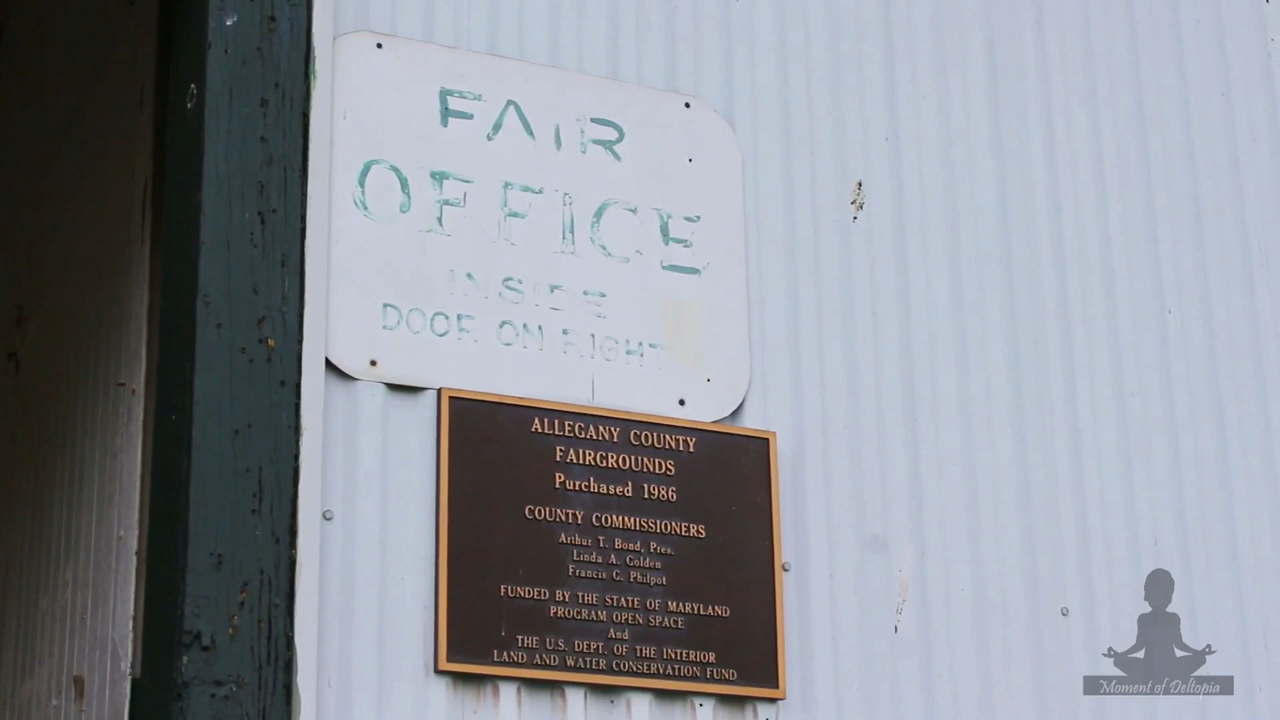 FAIR
OFFICE
INSIDE
DOOR ON RIGHT
ALLEGANY COUNTY
FAIRGROUNDS
Purchased 1986
COUNTY COMMISSIONERS
Arthur T. Bond, Pres.
Linda A. Golden
Francis C. Philpot
FUNDED BY THE STATE OF MARYLAND
PROGRAM OPEN SPACE
And
THE U.S. DEPT. OF THE INTERIOR
LAND AND WATER CONSERVATION FUND
Moment of Deltopia